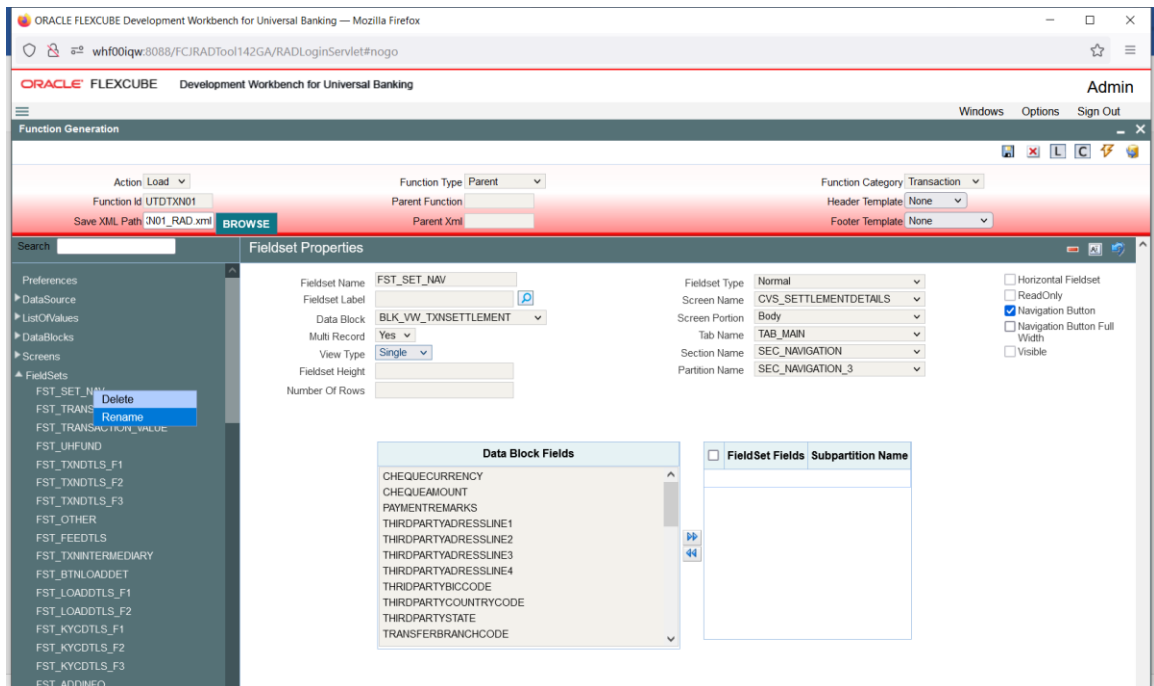 ORACLE FLEXCUBE Development Workbench for Universal Banking — Mozilla Firefox
whf00iqw:8088/FCJRADTool142GA/RADLoginServlet#nogo
ORACLE FLEXCUBE Development Workbench for Universal Banking
Admin
Windows Options Sign Out
Function Generation
L C
Action Load Function Type Parent Function Category Transaction
Function Id UTDTXN01 Parent Function Header Template None
Save XML Path N01_RAD.xml BROWSE Parent Xml Footer Template None
Search Fieldset Properties
Preferences
DataSource
ListOfValues
DataBlocks
Screens
FieldSets
FST_SET_NAV
Delete
FST_TRANS
Rename
FST_TRANSACTION_VALUE
FST_UHFUND
FST_TXNDTLS_F1
FST_TXNDTLS_F2
FST_TXNDTLS_F3
FST_OTHER
FST_FEEDTLS
FST_TXNINTERMEDIARY
FST_BTNLOADDET
FST_LOADDTLS_F1
FST_LOADDTLS_F2
FST_KYCDTLS_F1
FST_KYCDTLS_F2
FST_KYCDTLS_F3
FST_ADDINFO
Fieldset Name FST_SET_NAV
Fieldset Label
Data Block BLK_VW_TXNSETTLEMENT
Multi Record Yes
View Type Single
Fieldset Height
Number Of Rows
Fieldset Type Normal
Screen Name CVS_SETTLEMENTDETAILS
Screen Portion Body
Tab Name TAB_MAIN
Section Name SEC_NAVIGATION
Partition Name SEC_NAVIGATION_3
Horizontal Fieldset
ReadOnly
Navigation Button
Navigation Button Full
Width
Visible
Data Block Fields
CHEQUECURRENCY
CHEQUEAMOUNT
PAYMENTREMARKS
THIRDPARTYADRESSLINE1
THIRDPARTYADRESSLINE2
THIRDPARTYADRESSLINE3
THIRDPARTYADRESSLINE4
THRIDPARTYBICCODE
THIRDPARTYCOUNTRYCODE
THIRDPARTYSTATE
TRANSFERBRANCHCODE
FieldSet Fields Subpartition Name